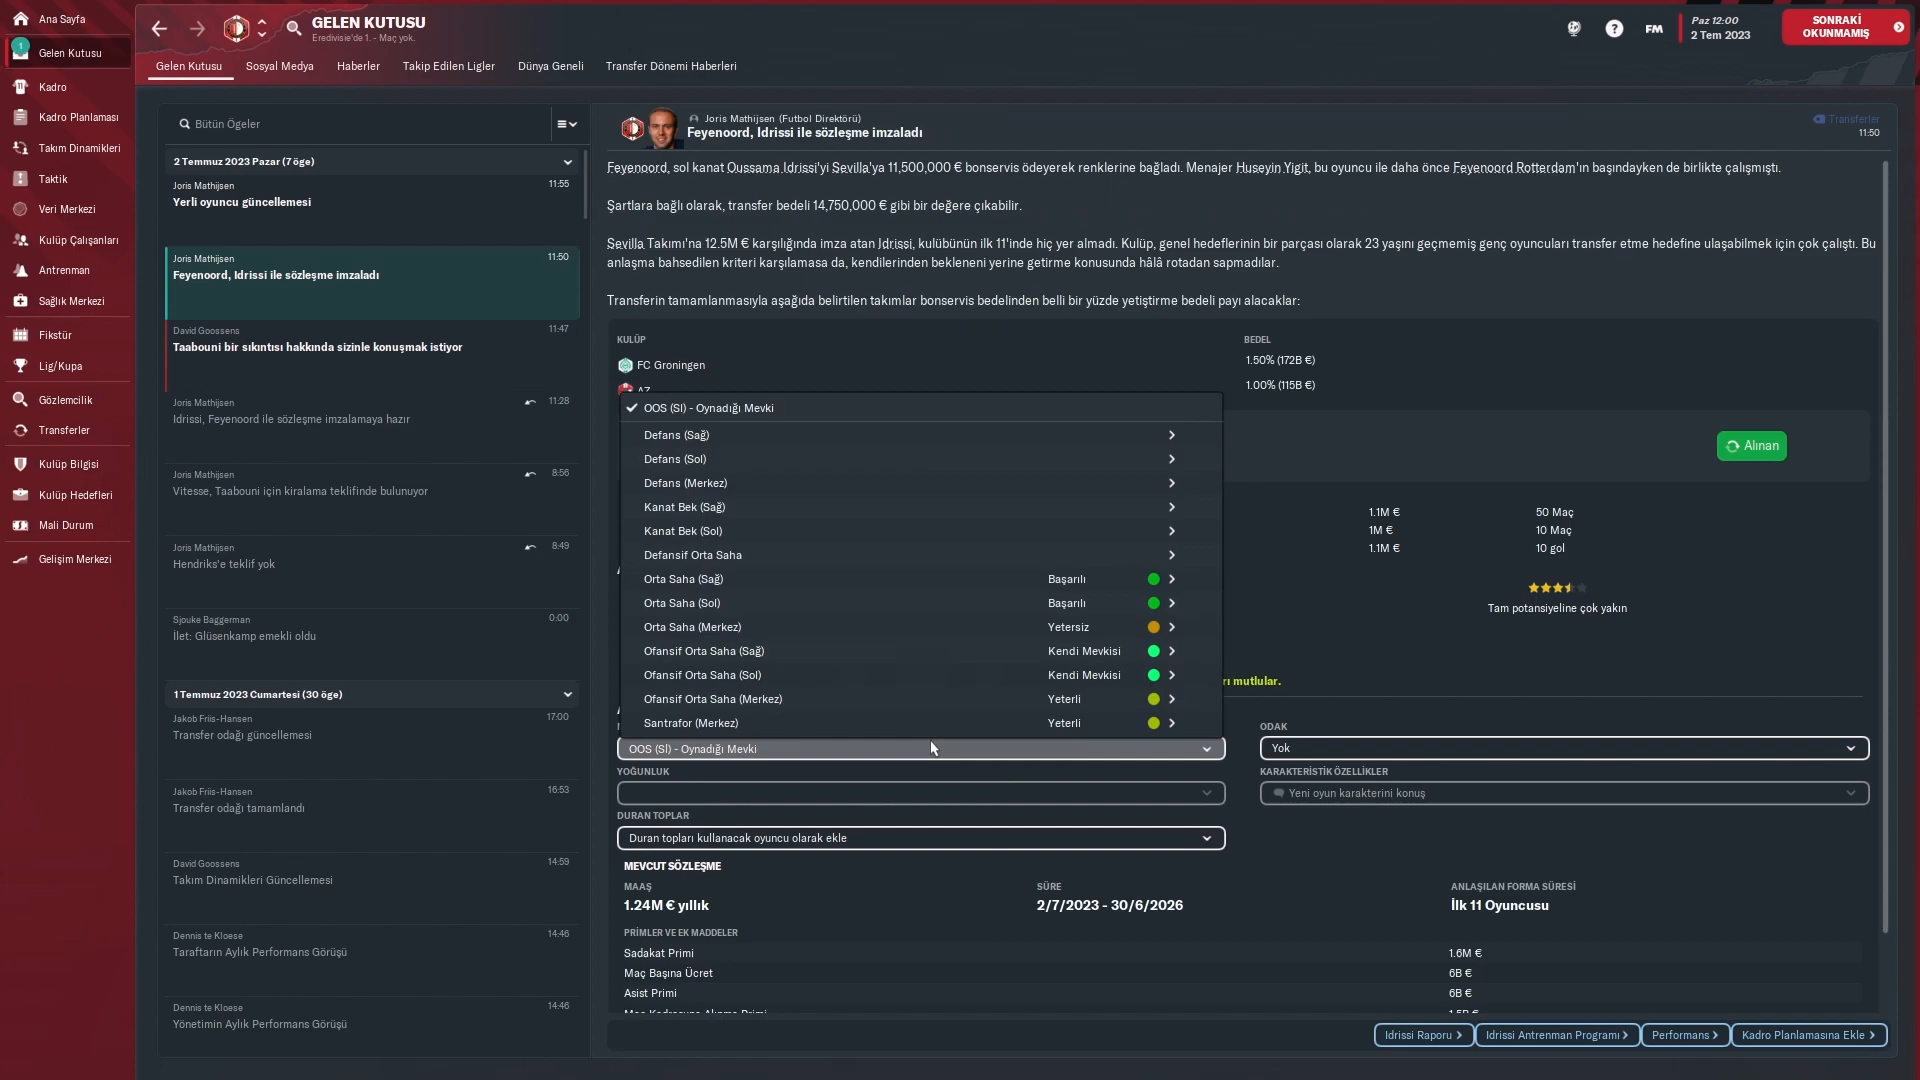 Ana Sayfa
1
Gelen Kutusu
Kadro
Kadro Planlaması
Takım Dinamikleri
Taktik
Veri Merkezi
Kulüp Çalışanları
Antrenman
Sağlık Merkezi
Fikstür
Lig/Kupa
Gözlemcilik
Transferler
Kulüp Bilgisi
Kulüp Hedefleri
Mali Durum
Gelişim Merkezi
GELEN KUTUSU
Eredivisie'de 1. - Maç yok.
FM
Paz 12:00
2 Tem 2023
SONRAKİ
OKUNMAMIŞ
Gelen Kutusu
Sosyal Medya
Haberler
Takip Edilen Ligler
Dünya Geneli
Transfer Dönemi Haberleri
Bütün Ögeler
2 Temmuz 2023 Pazar (7 öge)
Joris Mathijsen 11:55
Yerli oyuncu güncellemesi
Joris Mathijsen 11:50
Feyenoord, Idrissi ile sözleşme imzaladı
David Goossens 11:47
Taabouni bir sıkıntısı hakkında sizinle konuşmak istiyor
Joris Mathijsen 11:28
Idrissi, Feyenoord ile sözleşme imzalamaya hazır
Joris Mathijsen 8:56
Vitesse, Taabouni için kiralama teklifinde bulunuyor
Joris Mathijsen 8:49
Hendriks'e teklif yok
Sjouke Baggerman 0:00
İlet: Glüsenkamp emekli oldu
1 Temmuz 2023 Cumartesi (30 öge)
Jakob Friis-Hansen 17:00
Transfer odağı güncellemesi
Jakob Friis-Hansen 16:53
Transfer odağı tamamlandı
David Goossens 14:59
Takım Dinamikleri Güncellemesi
Dennis te Kloese 14:46
Taraftarın Aylık Performans Görüşü
Dennis te Kloese 14:46
Yönetimin Aylık Performans Görüşü
Joris Mathijsen (Futbol Direktörü)
Feyenoord, Idrissi ile sözleşme imzaladı
Transferler
11:50
Feyenoord, sol kanat Oussama Idrissi'yi Sevilla'ya 11,500,000 € bonservis ödeyerek renklerine bağladı. Menajer Huseyin Yigit, bu oyuncu ile daha önce Feyenoord Rotterdam'ın başındayken de birlikte çalışmıştı.
Şartlara bağlı olarak, transfer bedeli 14,750,000 € gibi bir değere çıkabilir.
Sevilla Takımı'na 12.5M € karşılığında imza atan Idrissi, kulübünün ilk 11'inde hiç yer almadı. Kulüp, genel hedeflerinin bir parçası olarak 23 yaşını geçmemiş genç oyuncuları transfer etme hedefine ulaşabilmek için çok çalıştı. Bu
anlaşma bahsedilen kriteri karşılamasa da, kendilerinden bekleneni yerine getirme konusunda hâlâ rotadan sapmadılar.
Transferin tamamlanmasıyla aşağıda belirtilen takımlar bonservis bedelinden belli bir yüzde yetiştirme bedeli payı alacaklar:
KULÜP BEDEL
FC Groningen 1.50% (172B €)
AZ 1.00% (115B €)
OOS (Sl) - Oynadığı Mevki
Defans (Sağ)
Defans (Sol)
Defans (Merkez)
Kanat Bek (Sağ)
Kanat Bek (Sol)
Defansif Orta Saha
Orta Saha (Sağ) Başarılı
Orta Saha (Sol) Başarılı
Orta Saha (Merkez) Yetersiz
Ofansif Orta Saha (Sağ) Kendi Mevkisi
Ofansif Orta Saha (Sol) Kendi Mevkisi
Ofansif Orta Saha (Merkez) Yeterli
Santrafor (Merkez) Yeterli
Alınan
1.1M € 50 Maç
1M € 10 Maç
1.1M € 10 gol
Tam potansiyeline çok yakın
mutlular.
OOS (Sl) - Oynadığı Mevki
ODAK
Yok
YOĞUNLUK
KARAKTERİSTİK ÖZELLİKLER
Yeni oyun karakterini konuş
DURAN TOPLAR
Duran topları kullanacak oyuncu olarak ekle
MEVCUT SÖZLEŞME
MAAŞ SÜRE ANLAŞILAN FORMA SÜRESİ
1.24M € yıllık 2/7/2023 - 30/6/2026 İlk 11 Oyuncusu
PRİMLER VE EK MADDELER
Sadakat Primi 1.6M €
Maç Başına Ücret 6B €
Asist Primi 6B €
Idrissi Raporu
Idrissi Antrenman Programı
Performans
Kadro Planlamasına Ekle